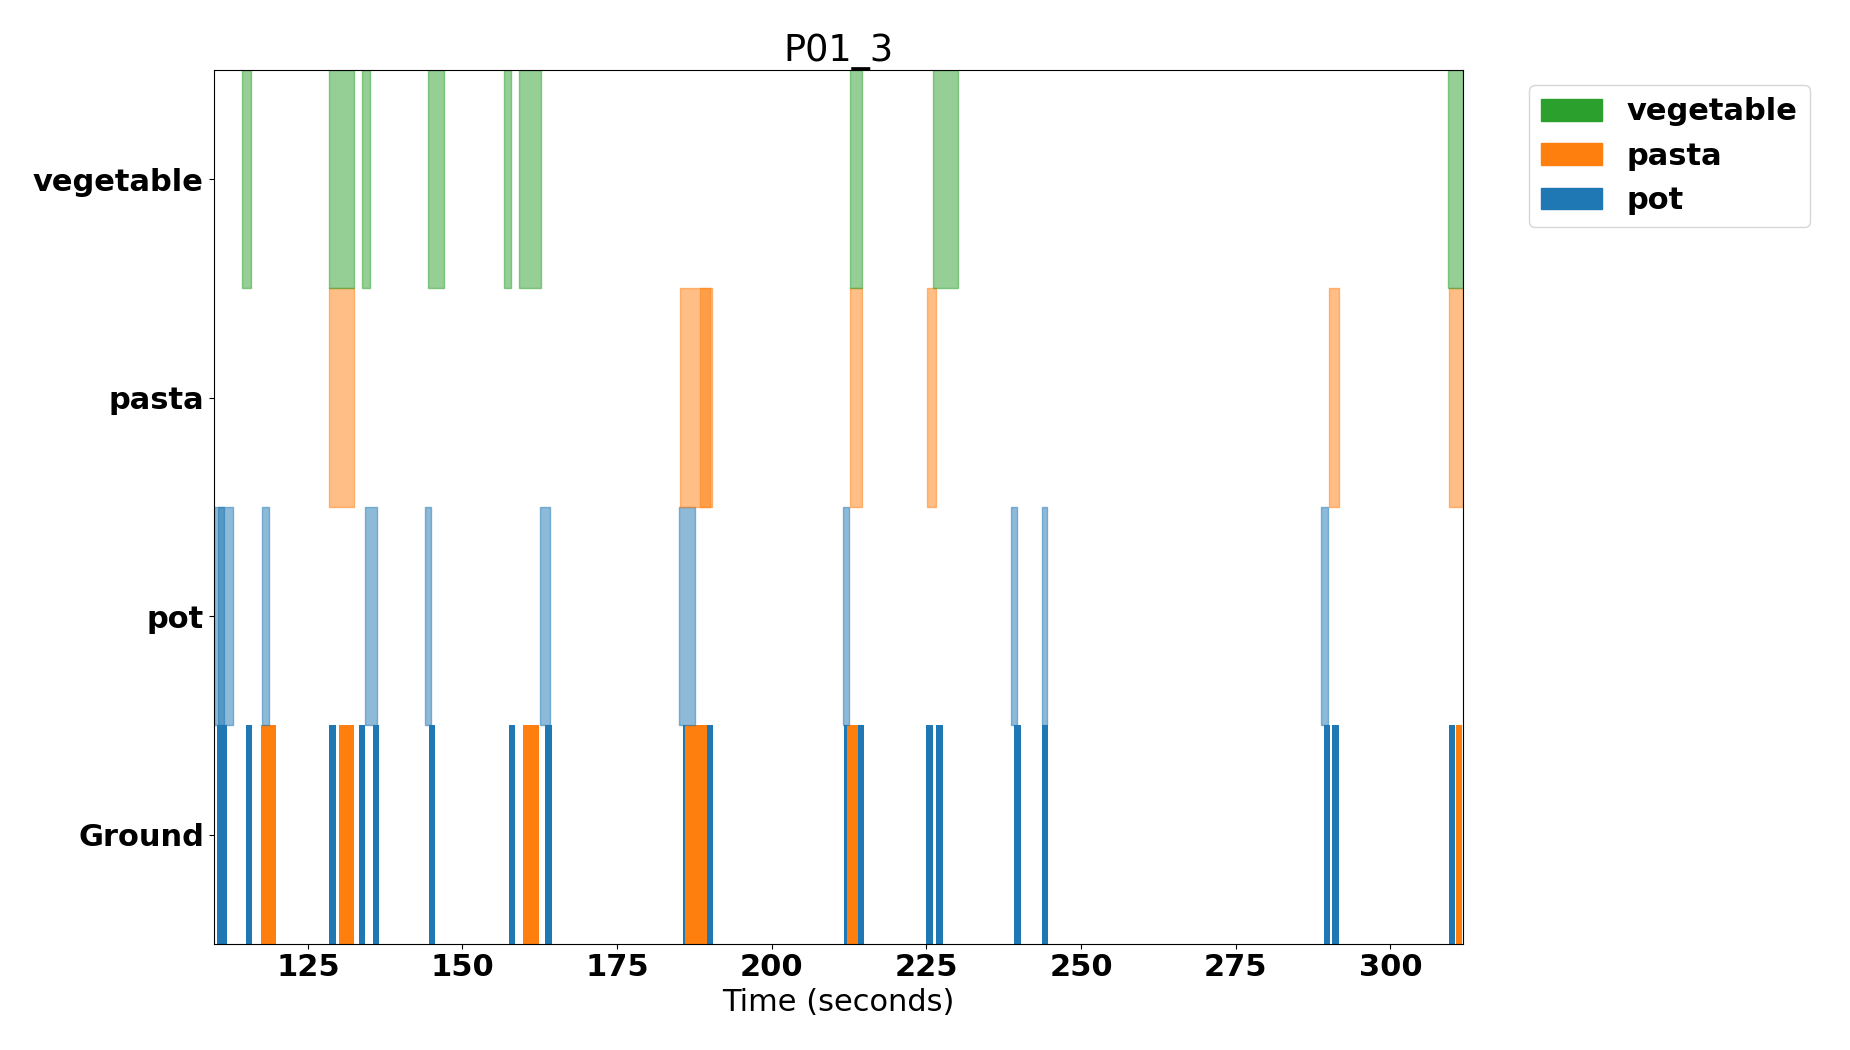 P01_3
vegetable
pasta
pot
vegetable
pasta
pot
Ground
125 150 175 200 225 250 275 300
Time (seconds)